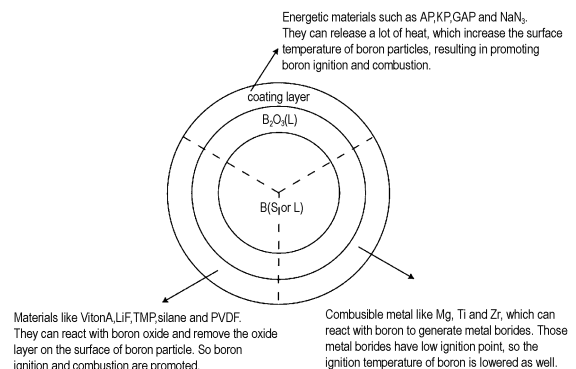 Energetic materials such as AP,KP,GAP and NaN₃.
They can release a lot of heat, which increase the surface
temperature of boron particles, resulting in promoting
boron ignition and combustion.
coating layer
B₂O₃(L)
B(S or L)
Materials like VitonA,LiF,TMP,silane and PVDF.
They can react with boron oxide and remove the oxide
layer on the surface of boron particle. So boron
ignition and combustion are promoted.
Combusible metal like Mg, Ti and Zr, which can
react with boron to generate metal borides. Those
metal borides have low ignition point, so the
ignition temperature of boron is lowered as well.